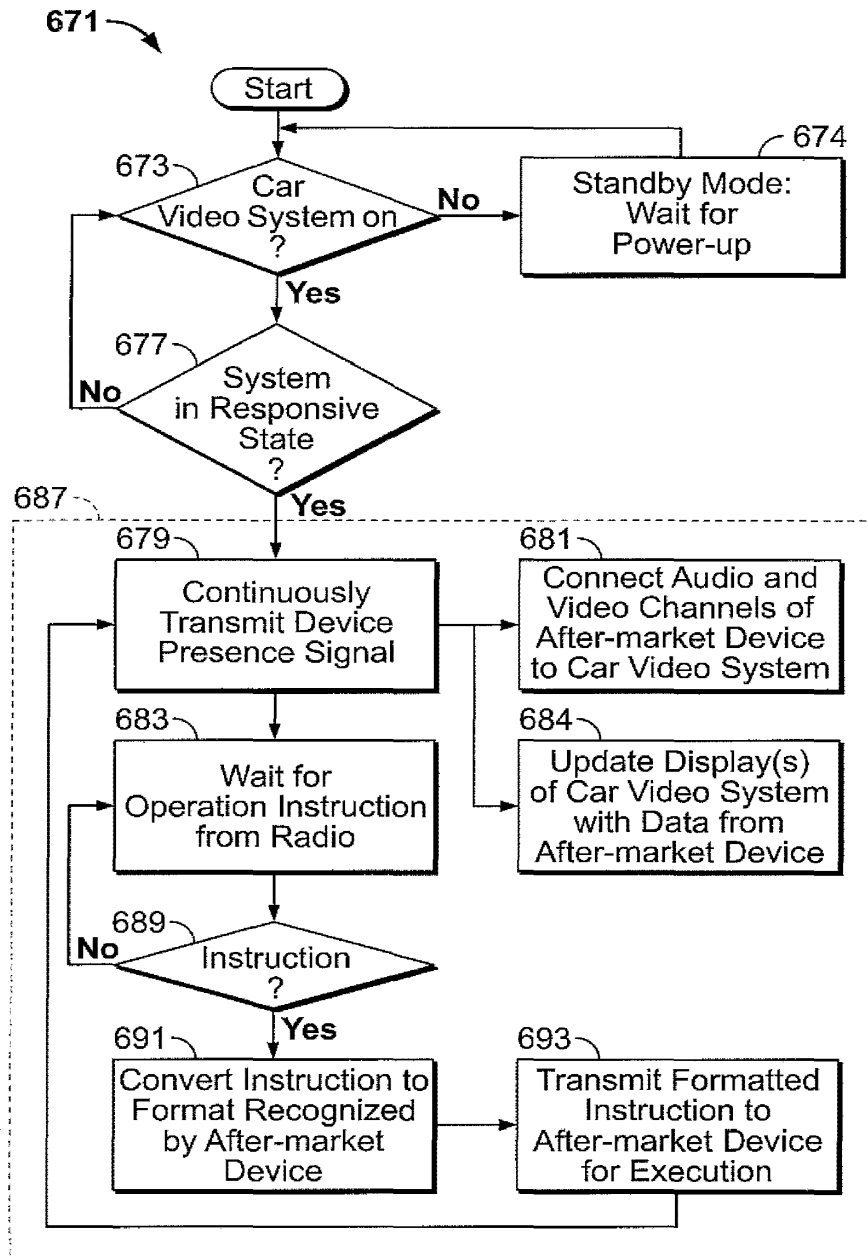 671
Start
673
Car
Video System on
?
No
674
Standby Mode:
Wait for
Power-up
Yes
677
System
in Responsive
State
?
No
Yes
687
679
Continuously
Transmit Device
Presence Signal
681
Connect Audio and
Video Channels of
After-market Device
to Car Video System
683
Wait for
Operation Instruction
from Radio
684
Update Display(s)
of Car Video System
with Data from
After-market Device
689
No
Instruction
?
Yes
691
Convert Instruction to
Format Recognized
by After-market
Device
693
Transmit Formatted
Instruction to
After-market Device
for Execution